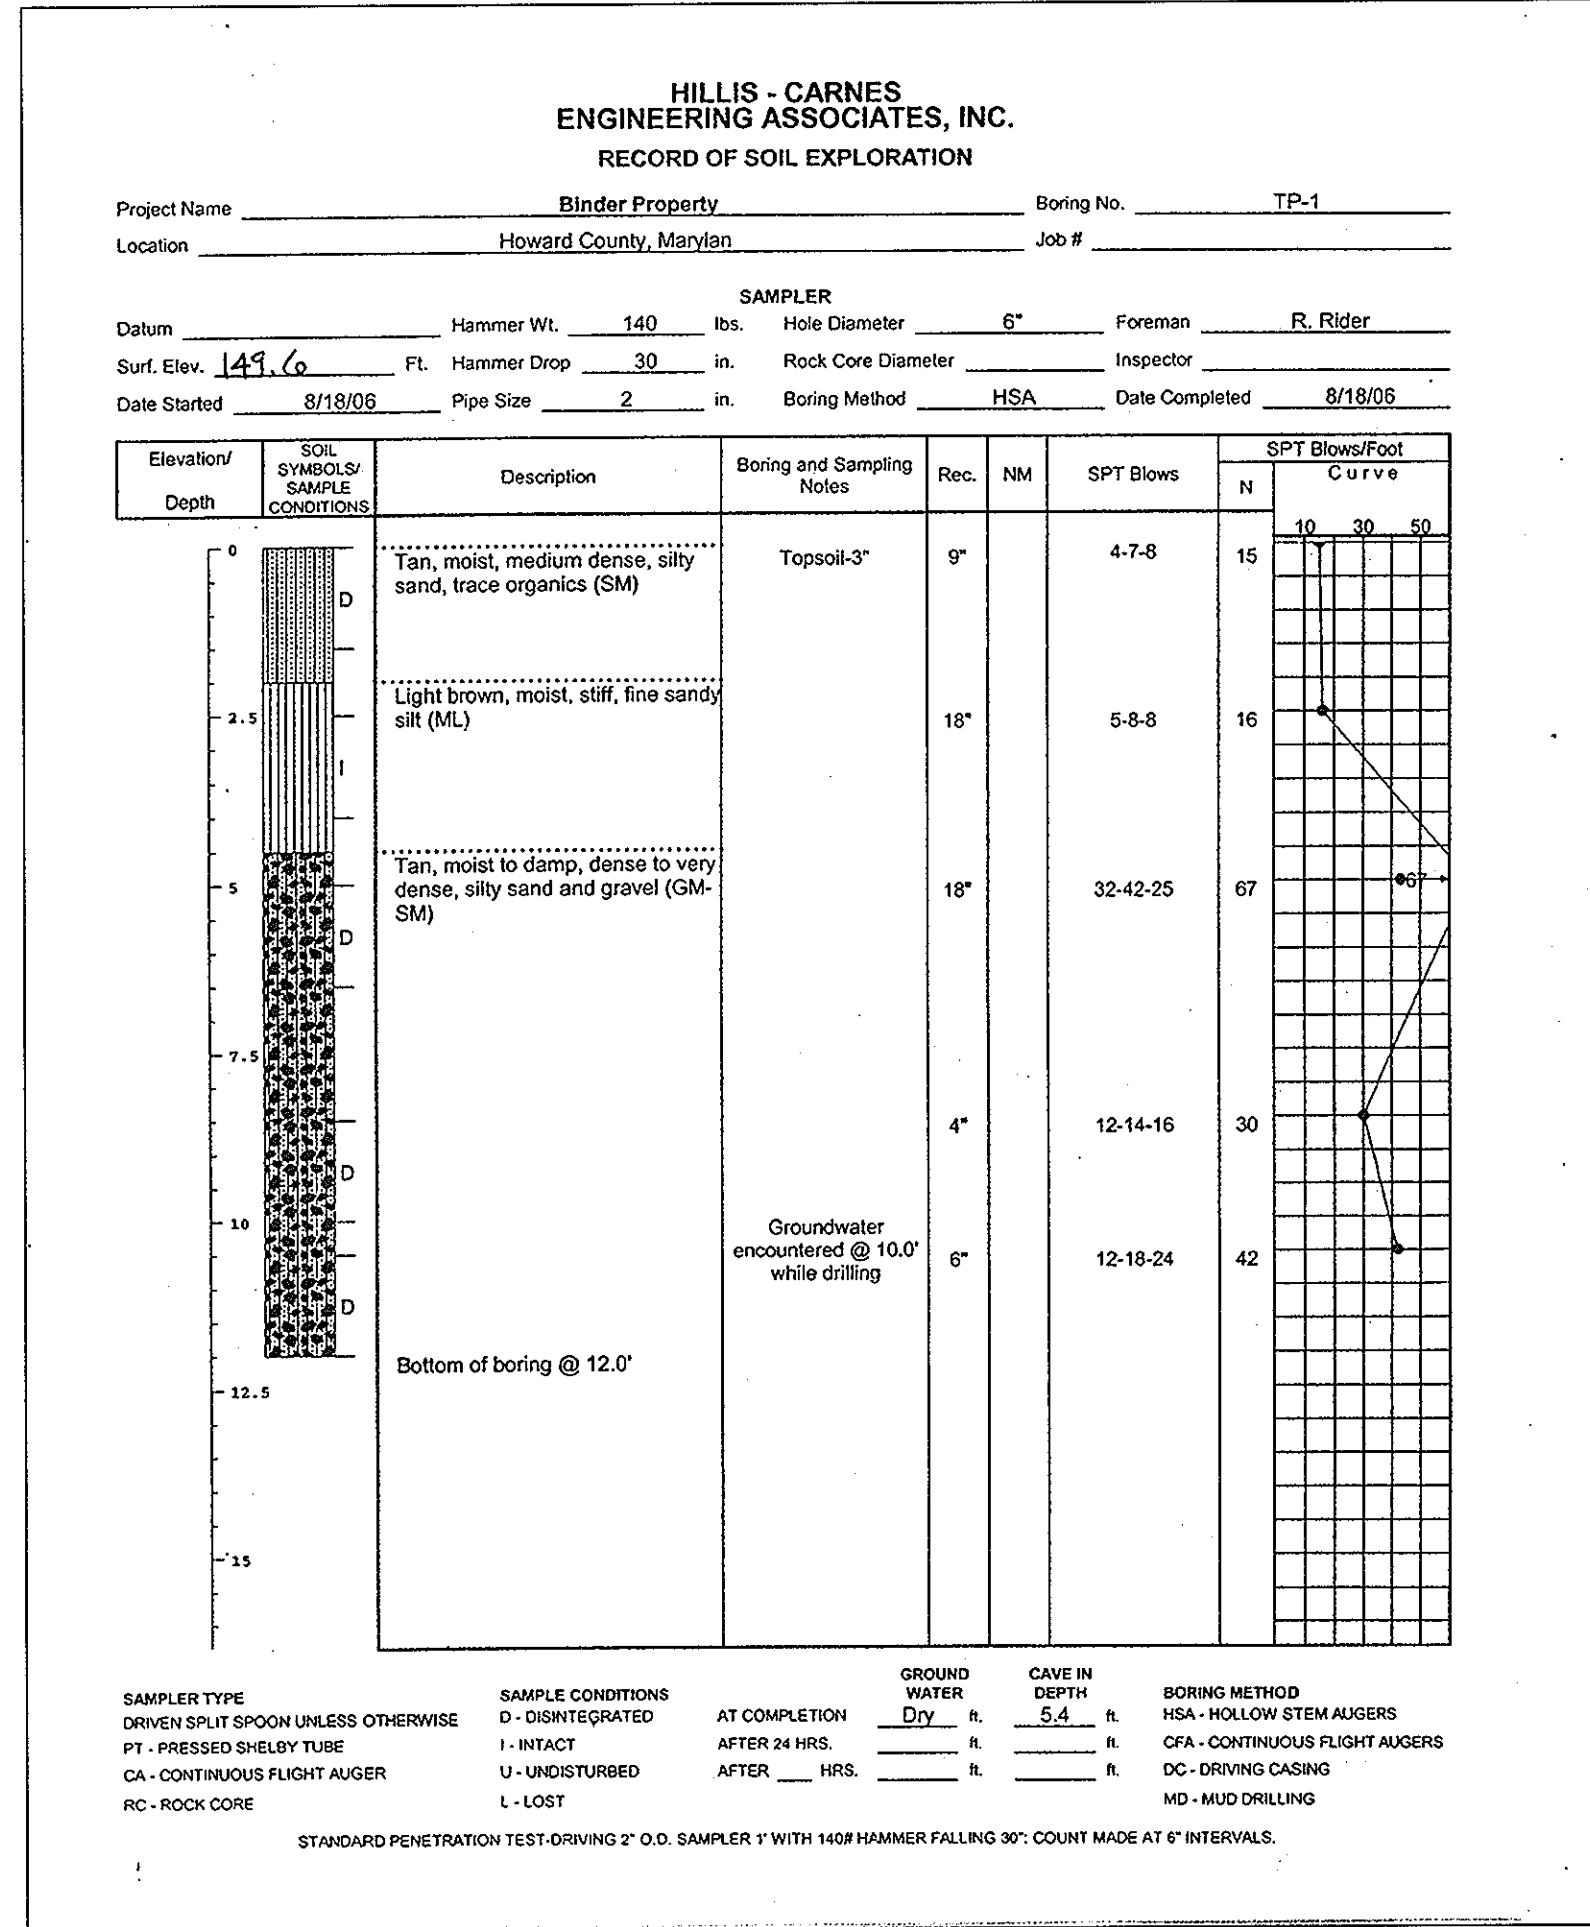 HILLIS - CARNES
ENGINEERING ASSOCIATES, INC.
RECORD OF SOIL EXPLORATION
Project Name Binder Property Boring No. TP-1
Location Howard County, Marylan Job #
SAMPLER
Datum Hammer Wt. 140 lbs. Hole Diameter 6" Foreman R. Rider
Surf. Elev. 149.6 Ft. Hammer Drop 30 in. Rock Core Diameter Inspector
Date Started 8/18/06 Pipe Size 2 in. Boring Method HSA Date Completed 8/18/06
Elevation/
Depth
SOIL
SYMBOLS/
SAMPLE
CONDITIONS
Description
Boring and Sampling
Notes
Rec.
NM
SPT Blows
SPT Blows/Foot
N
Curve
10 30 50
0
D
Tan, moist, medium dense, silty
sand, trace organics (SM)
Topsoil-3"
9"
4-7-8
15
2.5
I
Light brown, moist, stiff, fine sandy
silt (ML)
18"
5-8-8
16
5
D
Tan, moist to damp, dense to very
dense, silty sand and gravel (GM-
SM)
18"
32-42-25
67
67
7.5
D
4"
12-14-16
30
10
D
Groundwater
encountered @ 10.0'
while drilling
6"
12-18-24
42
Bottom of boring @ 12.0'
12.5
15
SAMPLER TYPE
DRIVEN SPLIT SPOON UNLESS OTHERWISE
PT - PRESSED SHELBY TUBE
CA - CONTINUOUS FLIGHT AUGER
RC - ROCK CORE
SAMPLE CONDITIONS
D - DISINTEGRATED
I - INTACT
U - UNDISTURBED
L - LOST
GROUND
WATER
CAVE IN
DEPTH
AT COMPLETION Dry ft. 5.4 ft.
AFTER 24 HRS. ft. ft.
AFTER HRS. ft. ft.
BORING METHOD
HSA - HOLLOW STEM AUGERS
CFA - CONTINUOUS FLIGHT AUGERS
DC - DRIVING CASING
MD - MUD DRILLING
STANDARD PENETRATION TEST-DRIVING 2" O.D. SAMPLER 1' WITH 140# HAMMER FALLING 30": COUNT MADE AT 6" INTERVALS.